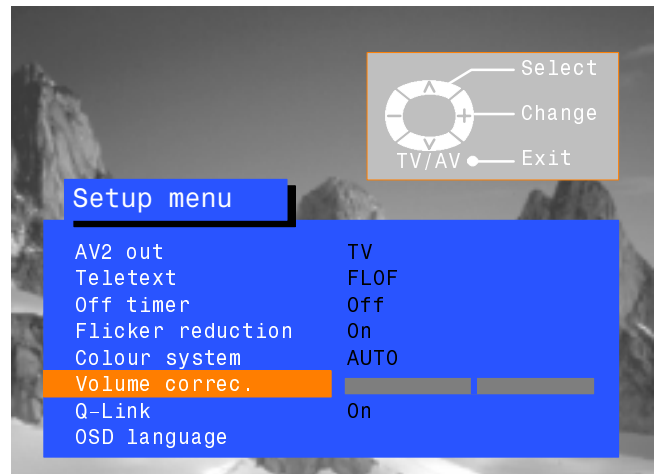 Select
Change
TV/AV
Exit
Setup menu
AV2 out TV
Teletext FLOF
Off timer Off
Flicker reduction On
Colour system AUTO
Volume correc.
Q-Link On
OSD language